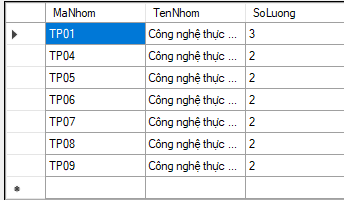 MaNhom TenNhom SoLuong
TP01 Công nghệ thực ... 3
TP04 Công nghệ thực ... 2
TP05 Công nghệ thực ... 2
TP06 Công nghệ thực ... 2
TP07 Công nghệ thực ... 2
TP08 Công nghệ thực ... 2
TP09 Công nghệ thực ... 2